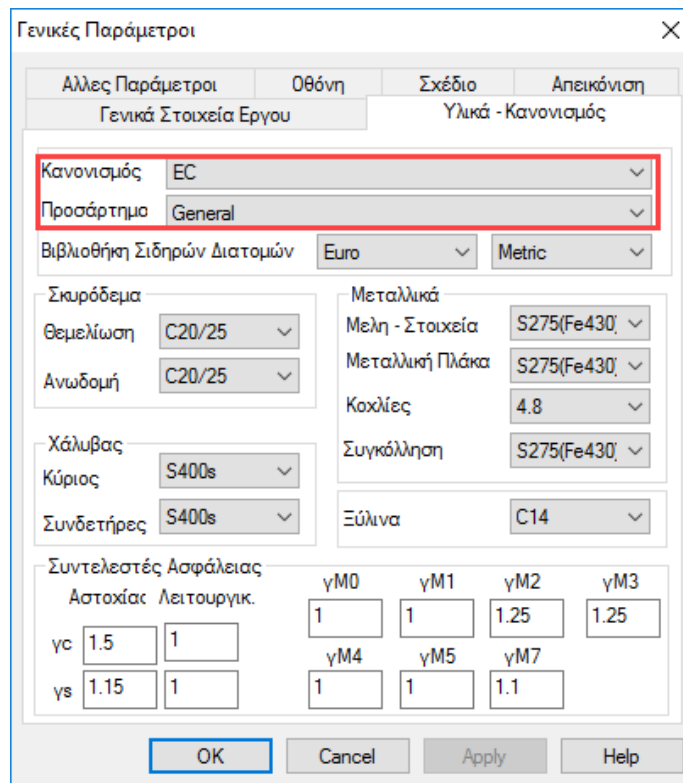 Γενικές Παράμετροι
Αλλες Παράμετροι Οθόνη Σχέδιο Απεικόνιση
Γενικά Στοιχεία Εργου Υλικά - Κανονισμός
Κανονισμός EC
Προσάρτημα General
Βιβλιοθήκη Σιδηρών Διατομών Euro Metric
Σκυρόδεμα
Θεμελίωση C20/25
Ανωδομή C20/25
Μεταλλικά
Μελη - Στοιχεία S275(Fe430)
Μεταλλική Πλάκα S275(Fe430)
Κοχλίες 4.8
Συγκόλληση S275(Fe430)
Χάλυβας
Κύριος S400s
Συνδετήρες S400s
Ξύλινα C14
Συντελεστές Ασφάλειας
Αστοχίας Λειτουργικ.
γc 1.5 1
γs 1.15 1
γM0 γM1 γM2 γM3
1 1 1.25 1.25
γM4 γM5 γM7
1 1 1.1
OK Cancel Apply Help